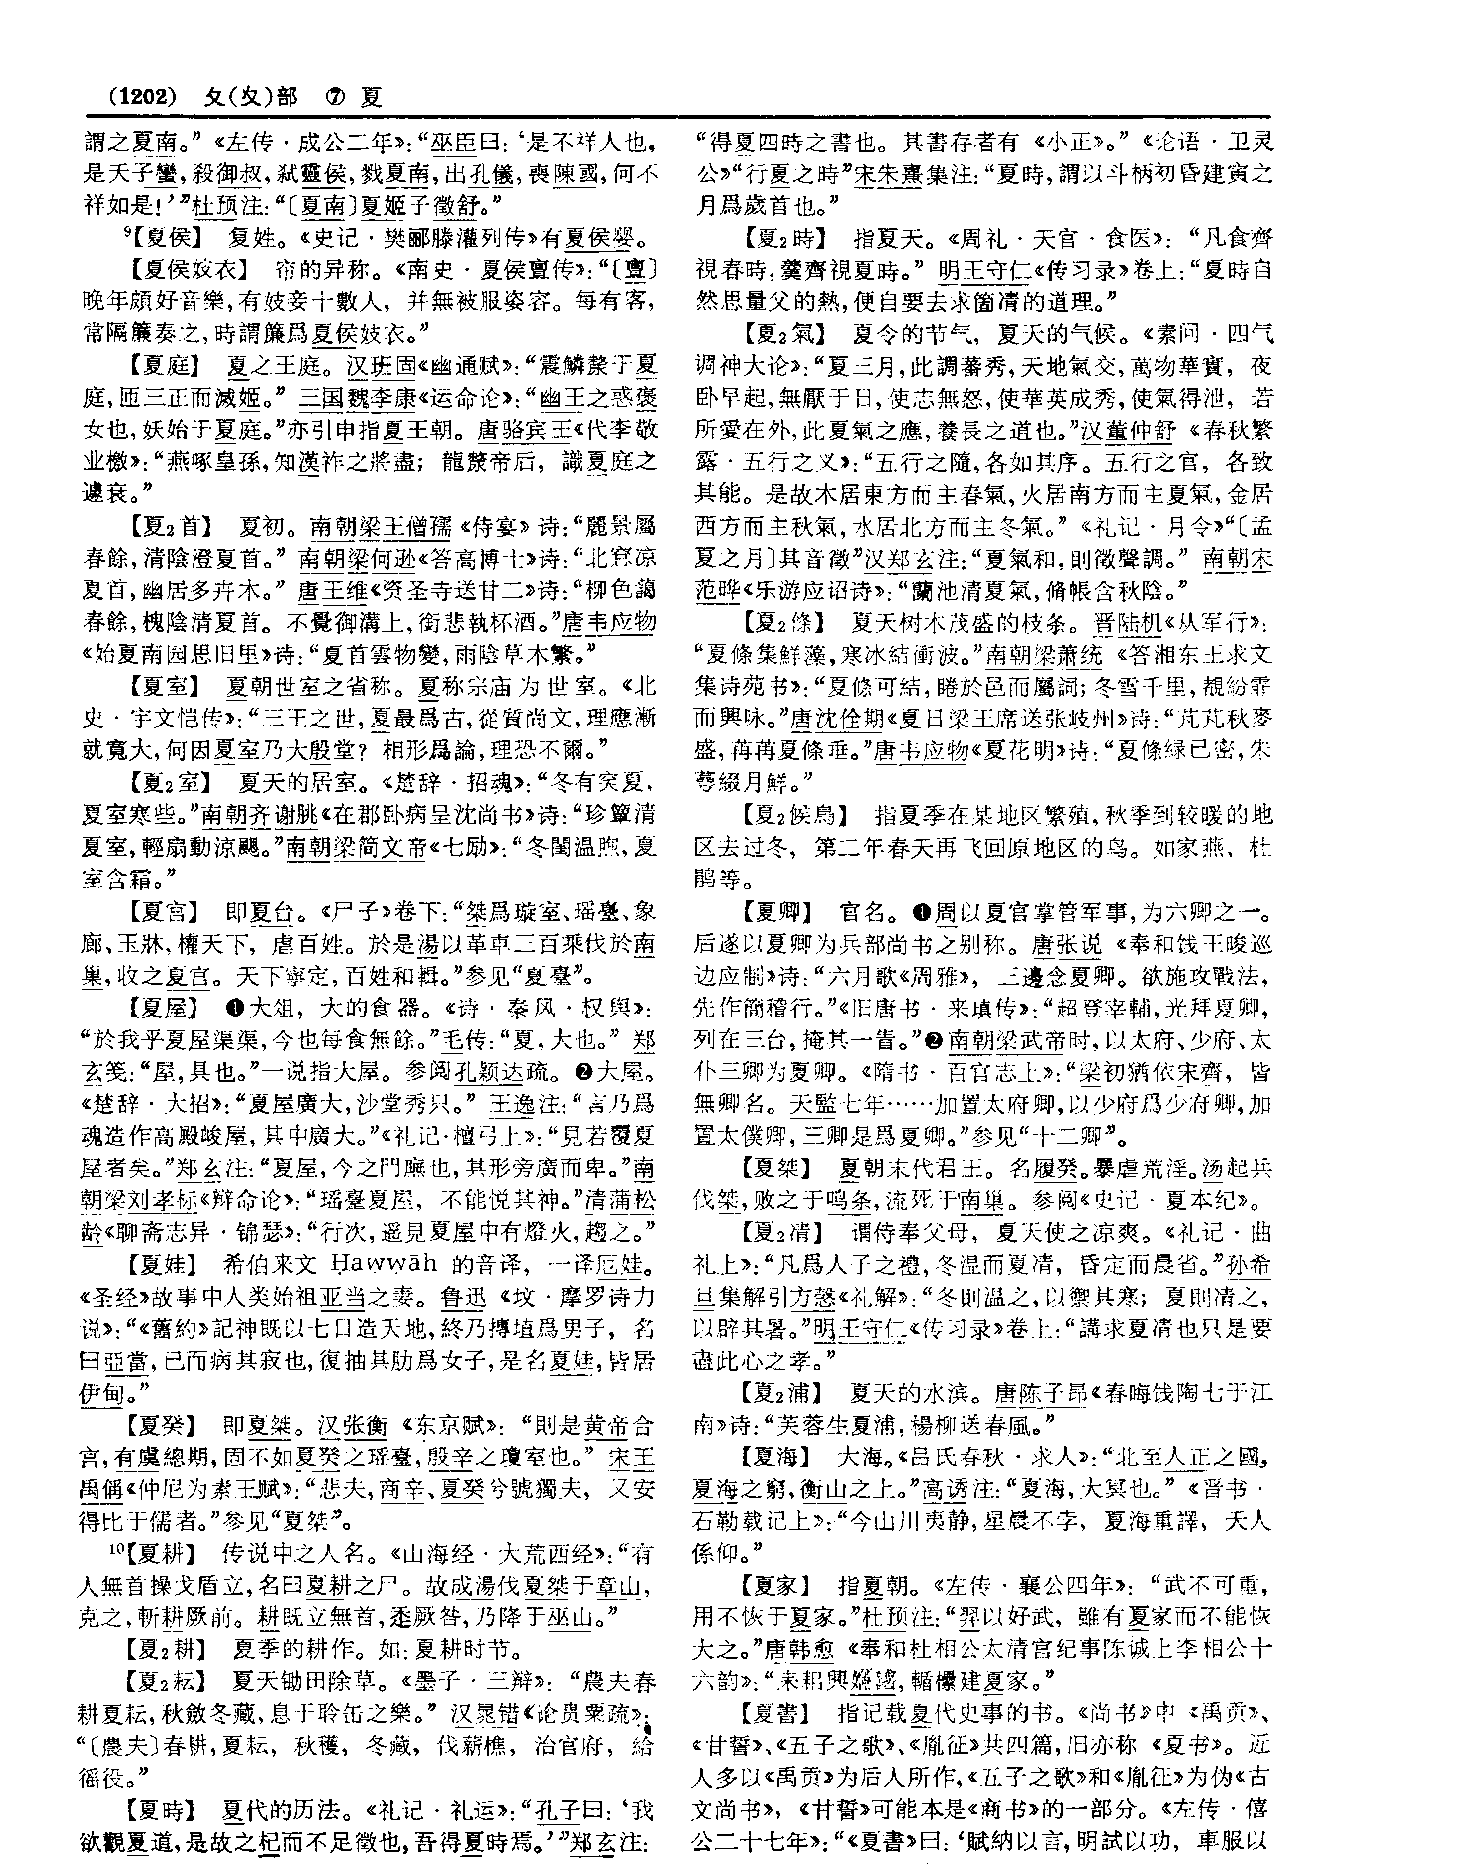 (1202) 夂(夊)部 ⑦ 夏
謂之夏南。”《左传·成公二年》：“巫臣曰：‘是不祥人也，
是夭子蠻，殺御叔，弑靈侯，戮夏南，出孔儀，喪陳國，何不
祥如是！’”杜预注：“〔夏南〕夏姬子徵舒。”
⁹【夏侯】 复姓。《史记·樊郦滕灌列传》有夏侯婴。
【夏侯妓衣】 帘的异称。《南史·夏侯亶传》：“〔亶〕
晚年頗好音樂，有妓妾十數人，并無被服姿容。每有客，
常隔簾奏之，時謂簾爲夏侯妓衣。”
【夏庭】 夏之王庭。汉班固《幽通赋》：“震鳞漦于夏
庭，匝三正而滅姬。”三国魏李康《运命论》：“幽王之惑褒
女也，妖始于夏庭。”亦引申指夏王朝。唐骆宾王《代李敬
业檄》：“燕啄皇孫，知漢祚之將盡；龍漦帝后，識夏庭之
遽衰。”
【夏₂首】 夏初。南朝梁王僧孺《侍宴》诗：“麗景屬
春餘，清陰澄夏首。”南朝梁何逊《答高博士》诗：“北窓凉
夏首，幽居多卉木。”唐王维《资圣寺送甘二》诗：“柳色藹
春餘，槐陰清夏首。不覺御溝上，銜悲執杯酒。”唐韦应物
《始夏南园思旧里》诗：“夏首雲物變，雨陰草木繁。”
【夏室】 夏朝世室之省称。夏称宗庙为世室。《北
史·宇文恺传》：“三王之世，夏最爲古，從質尚文，理應漸
就寬大，何因夏室乃大殷堂？相形爲論，理恐不爾。”
【夏₂室】 夏天的居室。《楚辞·招魂》：“冬有突夏，
夏室寒些。”南朝齐谢朓《在郡卧病呈沈尚书》诗：“珍簟清
夏室，輕扇動涼颸。”南朝梁简文帝《七励》：“冬閨温煦，夏
室含霜。”
【夏宫】 即夏台。《尸子》卷下：“桀爲璇室、瑶臺、象
廊、玉牀，權天下，虐百姓。於是湯以革車三百乘伐於南
巢，收之夏宫。天下寧定，百姓和輯。”参见“夏臺”。
【夏屋】 ❶大俎，大的食器。《诗·秦风·权舆》：
“於我乎夏屋渠渠，今也每食無餘。”毛传：“夏，大也。”郑
玄笺：“屋，具也。”一说指大屋。参阅孔颖达疏。❷大屋。
《楚辞·大招》：“夏屋廣大，沙堂秀只。”王逸注：“言乃爲
魂造作高殿峻屋，其中廣大。”《礼记·檀弓上》：“見若覆夏
屋者矣。”郑玄注：“夏屋，今之門廡也，其形旁廣而卑。”南
朝梁刘孝标《辩命论》：“瑶臺夏屋，不能悦其神。”清蒲松
龄《聊斋志异·锦瑟》：“行次，遥見夏屋中有燈火，趨之。”
【夏娃】 希伯来文 Ḥawwāh 的音译，一译厄娃。
《圣经》故事中人类始祖亚当之妻。鲁迅《坟·摩罗诗力
说》：“《舊約》記神既以七日造天地，終乃摶埴爲男子，名
曰亞當，已而病其寂也，復抽其肋爲女子，是名夏娃，皆居
伊甸。”
【夏癸】 即夏桀。汉张衡《东京赋》：“則是黄帝合
宫，有虞總期，固不如夏癸之瑶臺，殷辛之瓊室也。”宋王
禹偁《仲尼为素王赋》：“悲夫，商辛、夏癸兮號獨夫，又安
得比于儒者。”参见“夏桀”。
¹⁰【夏耕】 传说中之人名。《山海经·大荒西经》：“有
人無首操戈盾立，名曰夏耕之尸。故成湯伐夏桀于章山，
克之，斬耕厥前。耕既立無首，走厥咎，乃降于巫山。”
【夏₂耕】 夏季的耕作。如：夏耕时节。
【夏₂耘】 夏天锄田除草。《墨子·三辩》：“農夫春
耕夏耘，秋斂冬藏，息于聆缶之樂。”汉晁错《论贵粟疏》：
“〔農夫〕春耕，夏耘，秋穫，冬藏，伐薪樵，治官府，給
徭役。”
【夏時】 夏代的历法。《礼记·礼运》：“孔子曰：‘我
欲觀夏道，是故之杞而不足徵也，吾得夏時焉。’”郑玄注：
“得夏四時之書也。其書存者有《小正》。”《论语·卫灵
公》“行夏之時”宋朱熹集注：“夏時，謂以斗柄初昏建寅之
月爲歲首也。”
【夏₂時】 指夏天。《周礼·天官·食医》：“凡食齊
視春時，羹齊視夏時。”明王守仁《传习录》卷上：“夏時自
然思量父的熱，便自要去求箇凊的道理。”
【夏₂氣】 夏令的节气，夏天的气候。《素问·四气
调神大论》：“夏三月，此謂蕃秀，天地氣交，萬物華實，夜
卧早起，無厭于日，使志無怒，使華英成秀，使氣得泄，若
所愛在外，此夏氣之應，養長之道也。”汉董仲舒《春秋繁
露·五行之义》：“五行之隨，各如其序。五行之官，各致
其能。是故木居東方而主春氣，火居南方而主夏氣，金居
西方而主秋氣，水居北方而主冬氣。”《礼记·月令》“〔孟
夏之月〕其音徵”汉郑玄注：“夏氣和，則徵聲調。”南朝宋
范晔《乐游应诏诗》：“蘭池清夏氣，脩帳含秋陰。”
【夏₂條】 夏天树木茂盛的枝条。晋陆机《从军行》：
“夏條集鮮藻，寒冰結衝波。”南朝梁萧统《答湘东王求文
集诗苑书》：“夏條可結，睠於邑而屬詞；冬雪千里，覩紛霏
而興咏。”唐沈佺期《夏日梁王席送张岐州》诗：“芃芃秋麥
盛，苒苒夏條垂。”唐韦应物《夏花明》诗：“夏條緑已密，朱
萼綴月鮮。”
【夏₂候鳥】 指夏季在某地区繁殖，秋季到较暖的地
区去过冬，第二年春天再飞回原地区的鸟。如家燕、杜
鹃等。
【夏卿】 官名。❶周以夏官掌管军事，为六卿之一。
后遂以夏卿为兵部尚书之别称。唐张说《奉和饯王晙巡
边应制》诗：“六月歌《周雅》，三邊念夏卿。欲施攻戰法，
先作簡稽行。”《旧唐书·来瑱传》：“超登宰輔，光拜夏卿，
列在三台，掩其一眚。”❷南朝梁武帝时，以太府、少府、太
仆三卿为夏卿。《隋书·百官志上》：“梁初猶依宋齊，皆
無卿名。天監七年……加置太府卿，以少府爲少府卿，加
置太僕卿，三卿是爲夏卿。”参见“十二卿”。
【夏桀】 夏朝末代君王。名履癸。暴虐荒淫。汤起兵
伐桀，败之于鸣条，流死于南巢。参阅《史记·夏本纪》。
【夏₂凊】 谓侍奉父母，夏天使之凉爽。《礼记·曲
礼上》：“凡爲人子之禮，冬温而夏凊，昏定而晨省。”孙希
旦集解引方慤《礼解》：“冬則温之，以禦其寒；夏則凊之，
以辟其暑。”明王守仁《传习录》卷上：“講求夏凊也只是要
盡此心之孝。”
【夏₂浦】 夏天的水滨。唐陈子昂《春晦饯陶七于江
南》诗：“芙蓉生夏浦，楊柳送春風。”
【夏海】 大海。《吕氏春秋·求人》：“北至人正之國，
夏海之窮，衡山之上。”高诱注：“夏海，大冥也。”《晋书·
石勒载记上》：“今山川夷静，星晨不孛，夏海重譯，天人
係仰。”
【夏家】 指夏朝。《左传·襄公四年》：“武不可重，
用不恢于夏家。”杜预注：“羿以好武，雖有夏家而不能恢
大之。”唐韩愈《奉和杜相公太清宫纪事陈诚上李相公十
六韵》：“耒耜興姬國，輴欙建夏家。”
【夏書】 指记载夏代史事的书。《尚书》中《禹贡》、
《甘誓》、《五子之歌》、《胤征》共四篇，旧亦称《夏书》。近
人多以《禹贡》为后人所作，《五子之歌》和《胤征》为伪《古
文尚书》，《甘誓》可能本是《商书》的一部分。《左传·僖
公二十七年》：“《夏書》曰：‘賦納以言，明試以功，車服以